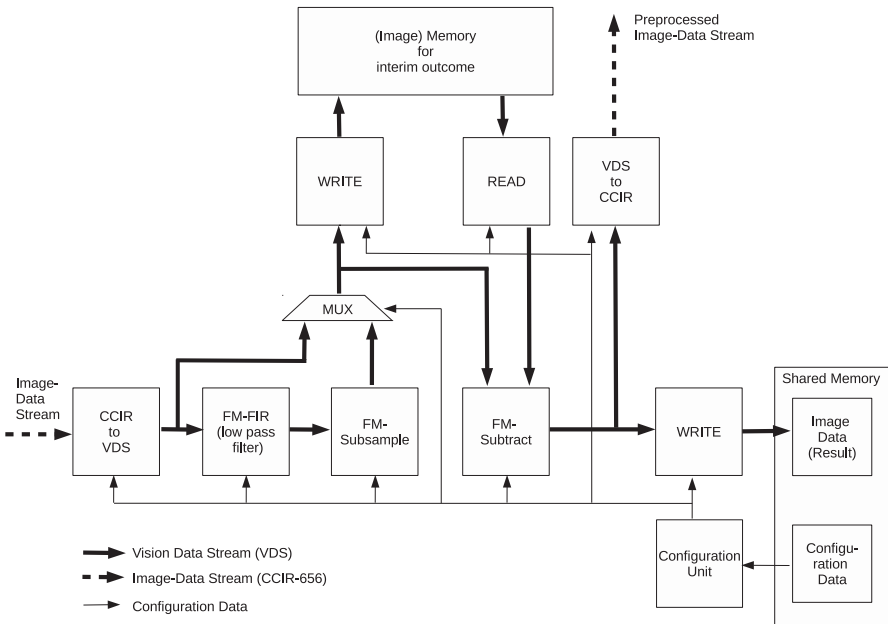 (Image) Memory
for
interim outcome
Preprocessed
Image-Data Stream
WRITE
READ
VDS
to
CCIR
MUX
Image-
Data
Stream
CCIR
to
VDS
FM-FIR
(low pass
filter)
FM-
Subsample
FM-
Subtract
WRITE
Shared Memory
Image
Data
(Result)
Configuration
Unit
Configu-
ration
Data
Vision Data Stream (VDS)
Image-Data Stream (CCIR-656)
Configuration Data